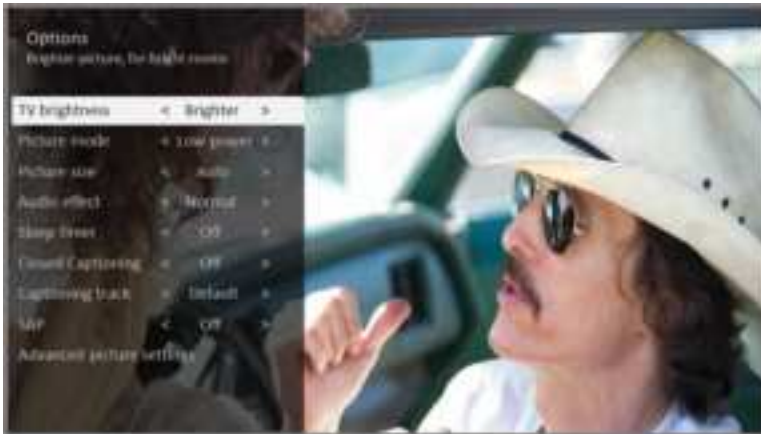 Options
Brighter picture, for bright rooms
TV brightness < Brighter >
Picture mode < Low power >
Picture size < Auto >
Audio effect < Normal >
Sleep timer < Off >
Closed Captioning < Off >
Captioning track < Default >
SAP < Off >
Advanced picture settings